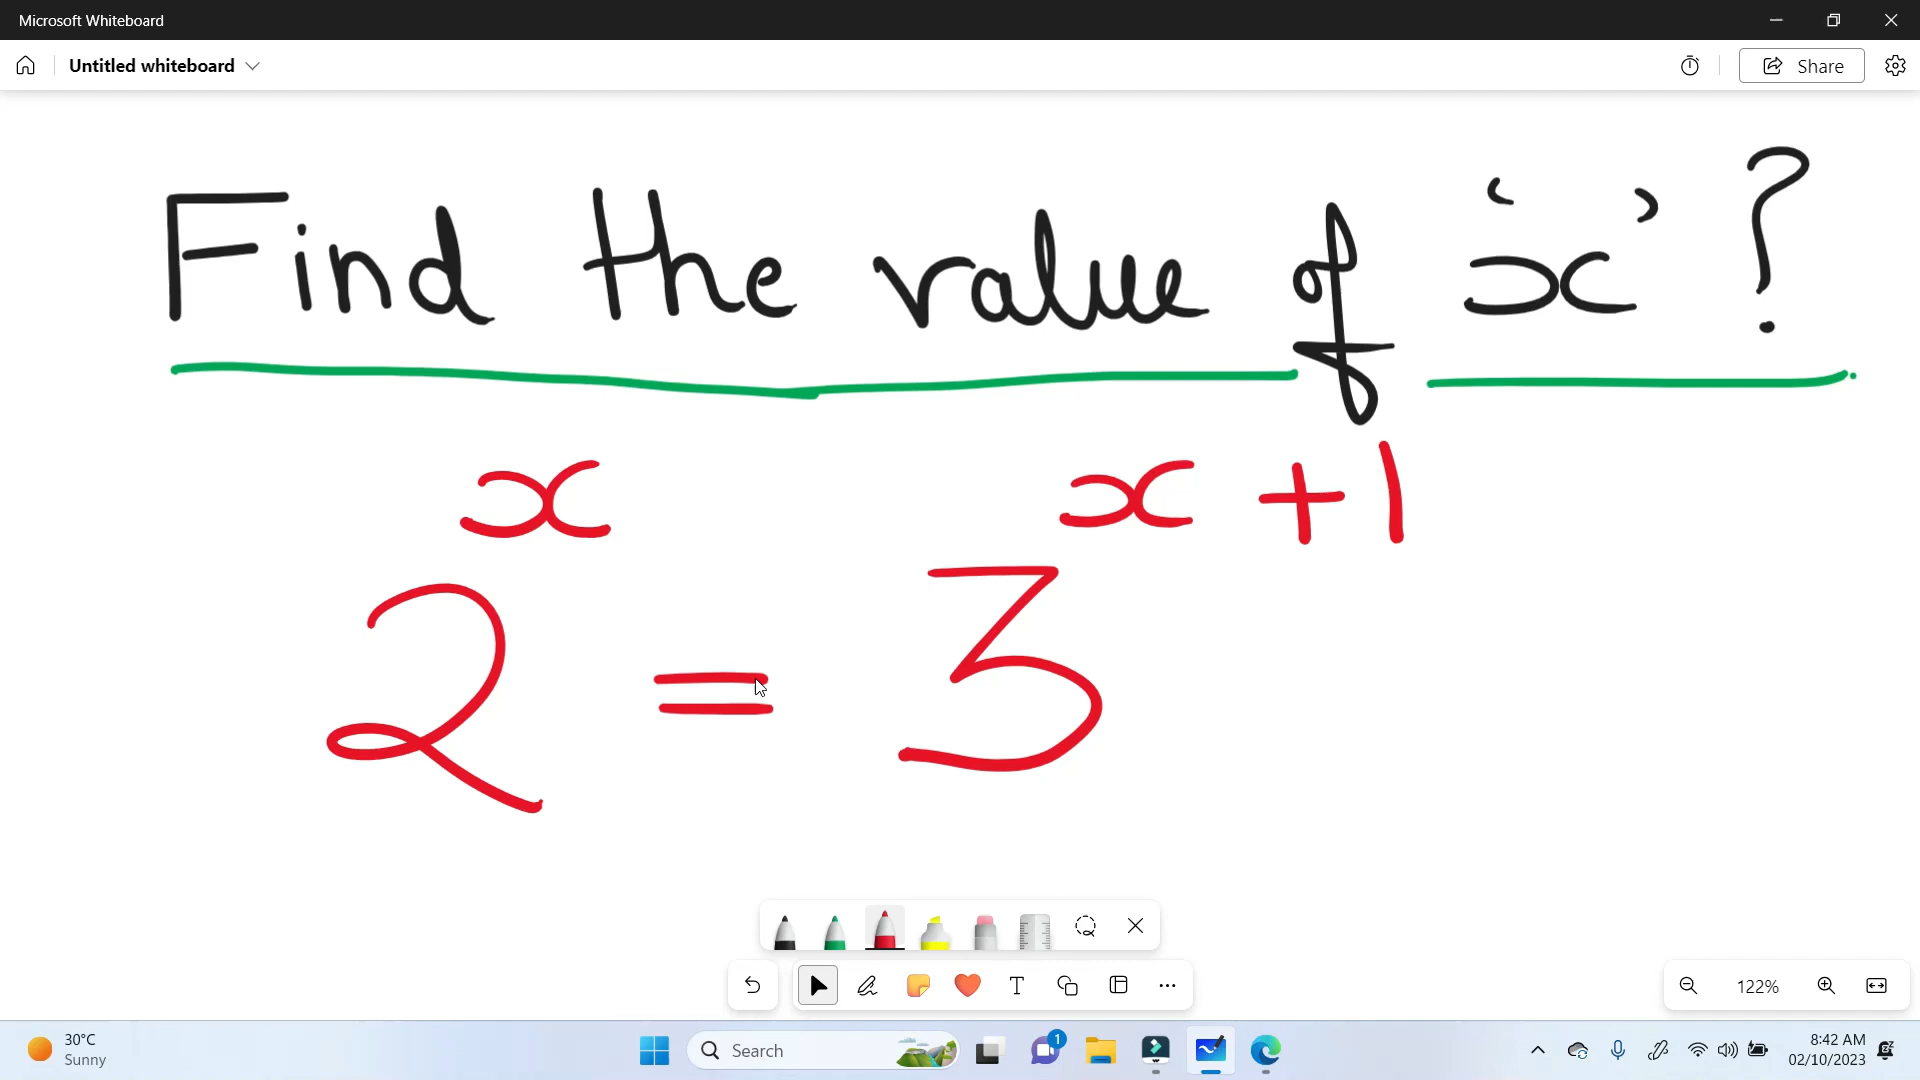 Microsoft Whiteboard
Untitled whiteboard
Share
Find the value of ‘x’?
2^x = 3^(x+1)
T
122%
30°C
Sunny
Search
1
8:42 AM
02/10/2023